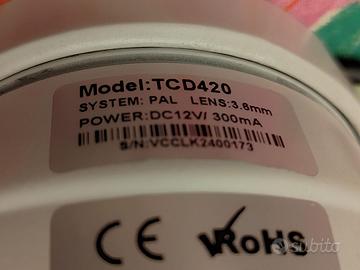 Model:TCD420
SYSTEM: PAL LENS:3.6mm
POWER:DC12V/ 300mA
S/N:VCCLK2400173
CE RoHS
subito